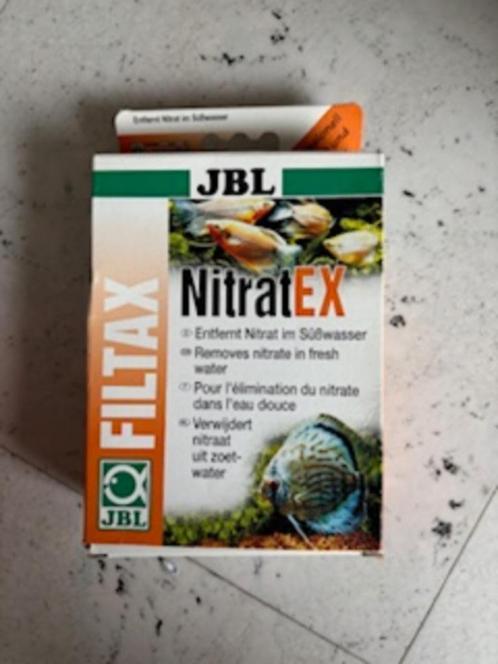 Entfernt Nitrat im Süßwasser
JBL
NitratEX
Entfernt Nitrat im Süßwasser
Removes nitrate in fresh
water
Pour l'élimination du nitrate
dans l'eau douce
Verwijdert
nitraat
uit zoet-
water
FILTAX
JBL